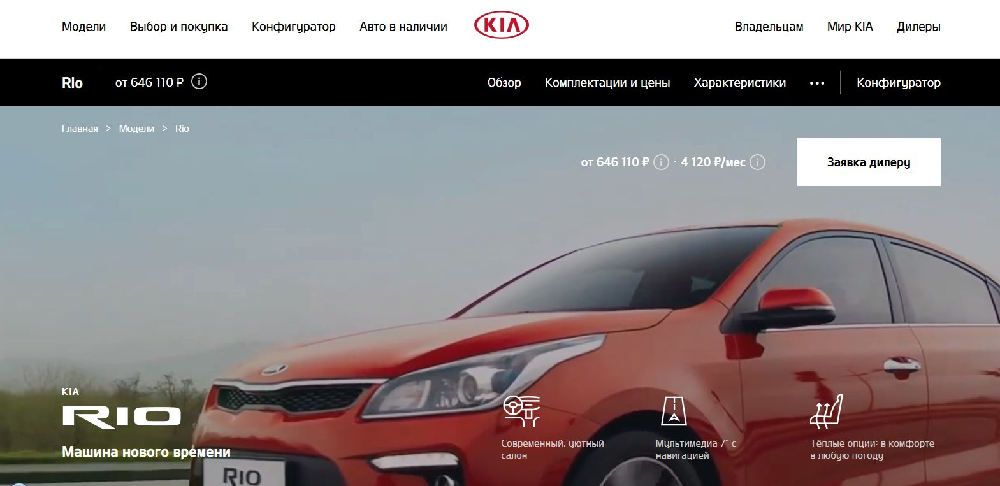 Модели Выбор и покупка Конфигуратор Авто в наличии KIA Владельцам Мир KIA Дилеры
Rio от 646 110 ₽ Обзор Комплектации и цены Характеристики ••• Конфигуратор
Главная > Модели > Rio
от 646 110 ₽ · 4 120 ₽/мес Заявка дилеру
KIA
RIO
Машина нового времени
Современный, уютный
салон
Мультимедиа 7” с
навигацией
Тёплые опции: в комфорте
в любую погоду
RIO